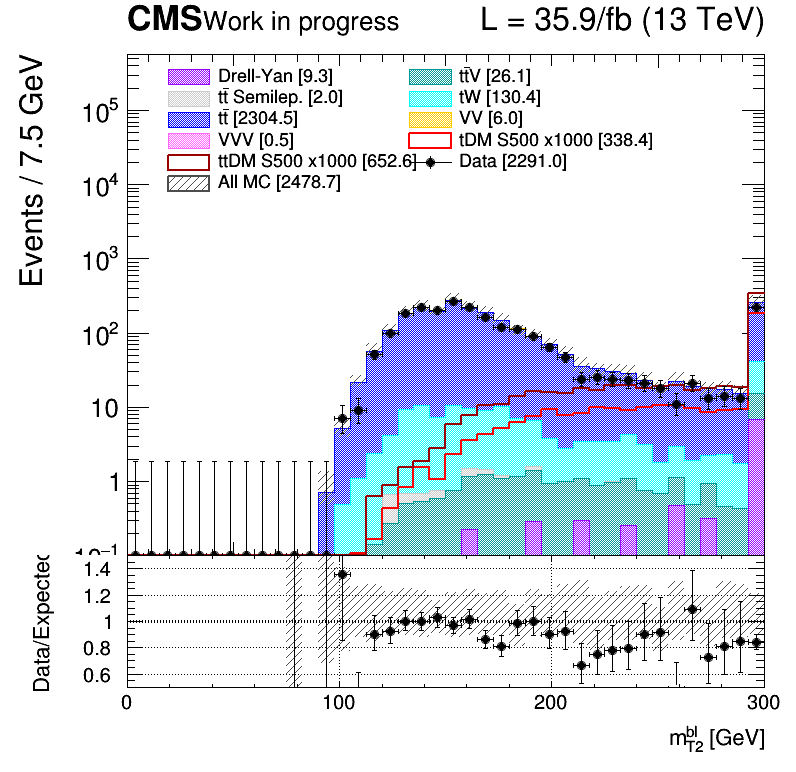 CMS Work in progress L = 35.9/fb (13 TeV)
Events / 7.5 GeV
Drell-Yan [9.3]
tt̄ Semilep. [2.0]
tt̄ [2304.5]
VVV [0.5]
ttDM S500 x1000 [652.6]
All MC [2478.7]
tt̄V [26.1]
tW [130.4]
VV [6.0]
tDM S500 x1000 [338.4]
Data [2291.0]
10⁵
10⁴
10³
10²
10
1
10⁻¹
Data/Expected
1.4
1.2
1
0.8
0.6
0 100 200 300
m_T2^bl [GeV]